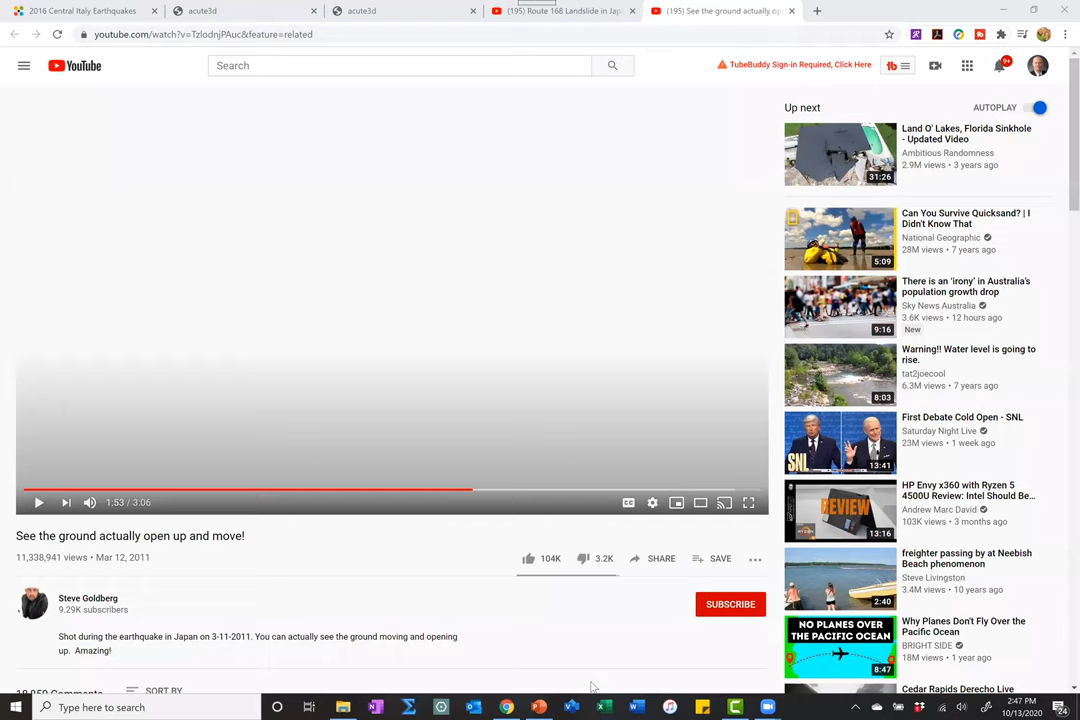 2016 Central Italy Earthquakes
acute3d
acute3d
(195) Route 168 Landslide in Jap
(195) See the ground actually op
youtube.com/watch?v=TzlodnjPAuc&feature=related
YouTube
Search
TubeBuddy Sign-in Required, Click Here
tb
9+
Up next
AUTOPLAY
Land O' Lakes, Florida Sinkhole
- Updated Video
Ambitious Randomness
2.9M views • 3 years ago
31:26
Can You Survive Quicksand? | I
Didn't Know That
National Geographic
28M views • 7 years ago
5:09
There is an 'irony' in Australia's
population growth drop
Sky News Australia
3.6K views • 12 hours ago
New
9:16
Warning!! Water level is going to
rise.
tat2joecool
6.3M views • 7 years ago
8:03
First Debate Cold Open - SNL
Saturday Night Live
23M views • 1 week ago
SNL
13:41
HP Envy x360 with Ryzen 5
4500U Review: Intel Should Be...
Andrew Marc David
103K views • 3 months ago
REVIEW
13:16
freighter passing by at Neebish
Beach phenomenon
Steve Livingston
3.4M views • 10 years ago
2:40
Why Planes Don't Fly Over the
Pacific Ocean
BRIGHT SIDE
18M views • 1 year ago
NO PLANES OVER
THE PACIFIC OCEAN
8:47
Cedar Rapids Derecho Live
1:53 / 3:06
CC
See the ground actually open up and move!
11,338,941 views • Mar 12, 2011
104K
3.2K
SHARE
SAVE
Steve Goldberg
9.29K subscribers
SUBSCRIBE
Shot during the earthquake in Japan on 3-11-2011. You can actually see the ground moving and opening
up. Amazing!
Comments
SORT BY
Type here to search
2:47 PM
10/13/2020
24